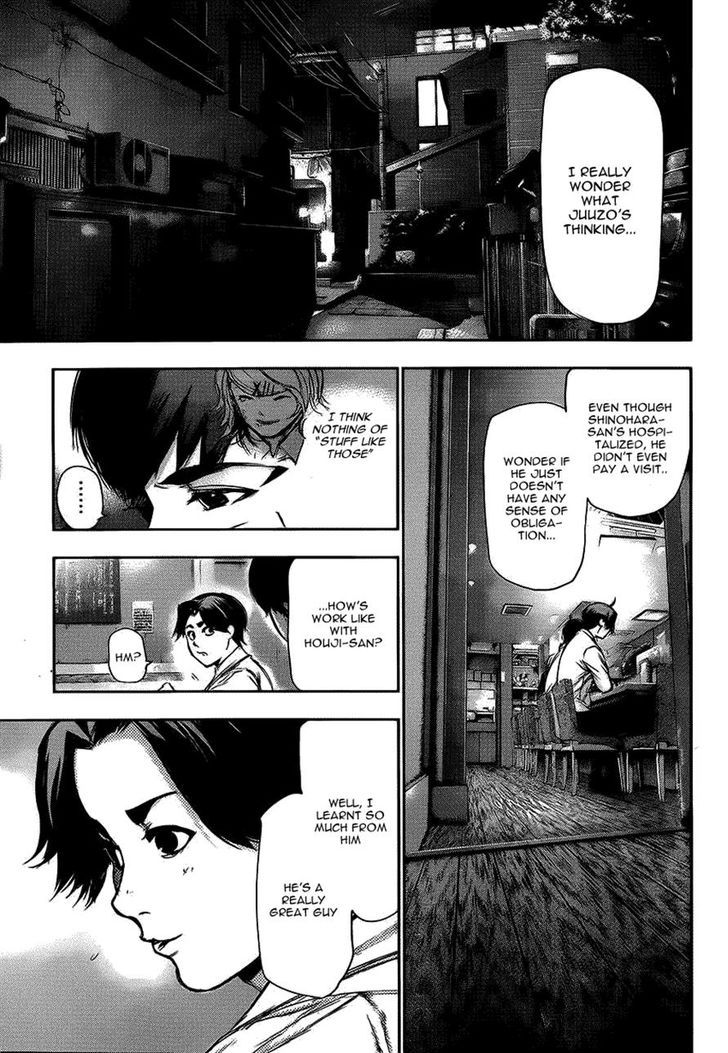 I REALLY
WONDER
WHAT
JUUZO'S
THINKING...
EVEN THOUGH
SHINOHARA-
SAN'S HOSPI-
TALIZED, HE
DIDN'T EVEN
PAY A VISIT..
WONDER IF
HE JUST
DOESN'T
HAVE ANY
SENSE OF
OBLIGA-
TION...
I THINK
NOTHING OF
"STUFF LIKE
THOSE"
......
...HOW'S
WORK LIKE
WITH
HOUJI-SAN?
HM?
WELL, I
LEARNT SO
MUCH FROM
HIM
HE'S A
REALLY
GREAT GUY